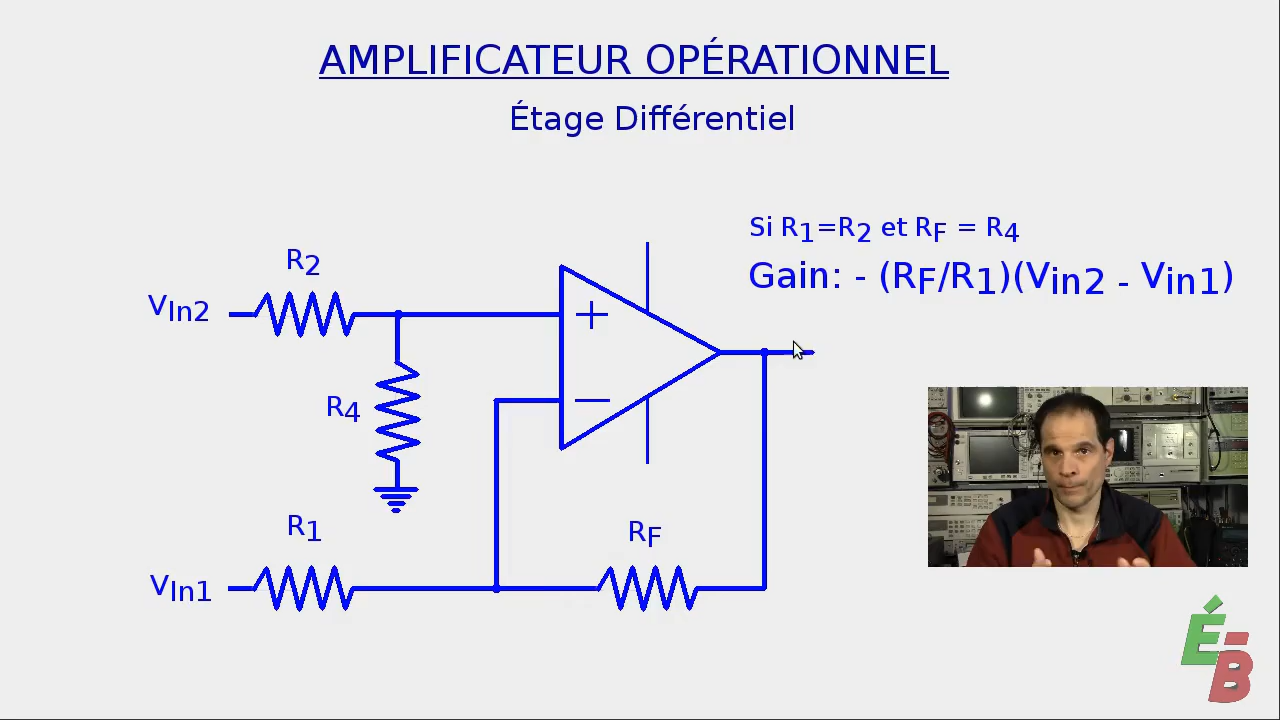 AMPLIFICATEUR OPÉRATIONNEL
Étage Différentiel
Si R1=R2 et RF = R4
Gain: - (RF/R1)(Vin2 - Vin1)
R2
VIn2
+
R4
−
R1
RF
VIn1
É-B